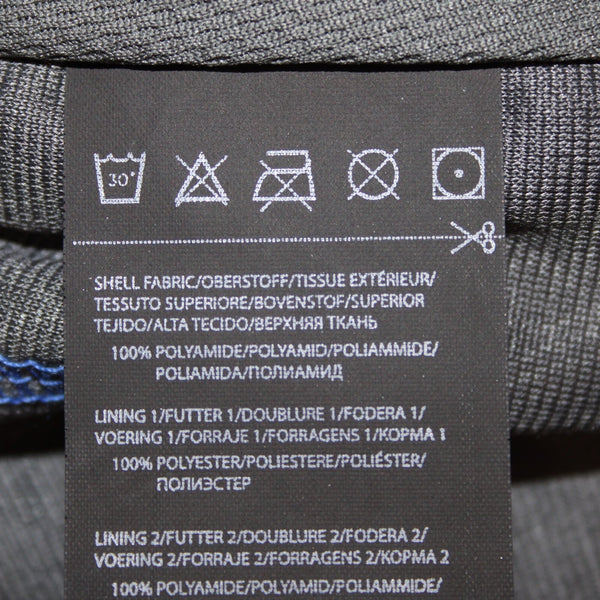 30°
SHELL FABRIC/OBERSTOFF/TISSUE EXTÉRIEUR/
TESSUTO SUPERIORE/BOVENSTOF/SUPERIOR
TEJIDO/ALTA TECIDO/ВЕРХНЯЯ ТКАНЬ
100% POLYAMIDE/POLYAMID/POLIAMMIDE/
POLIAMIDA/ПОЛИАМИД
LINING 1/FUTTER 1/DOUBLURE 1/FODERA 1/
VOERING 1/FORRAJE 1/FORRAGENS 1/КОРМА 1
100% POLYESTER/POLIESTERE/POLIÉSTER/
ПОЛИЭСТЕР
LINING 2/FUTTER 2/DOUBLURE 2/FODERA 2/
VOERING 2/FORRAJE 2/FORRAGENS 2/КОРМА 2
100% POLYAMIDE/POLYAMID/POLIAMMIDE/